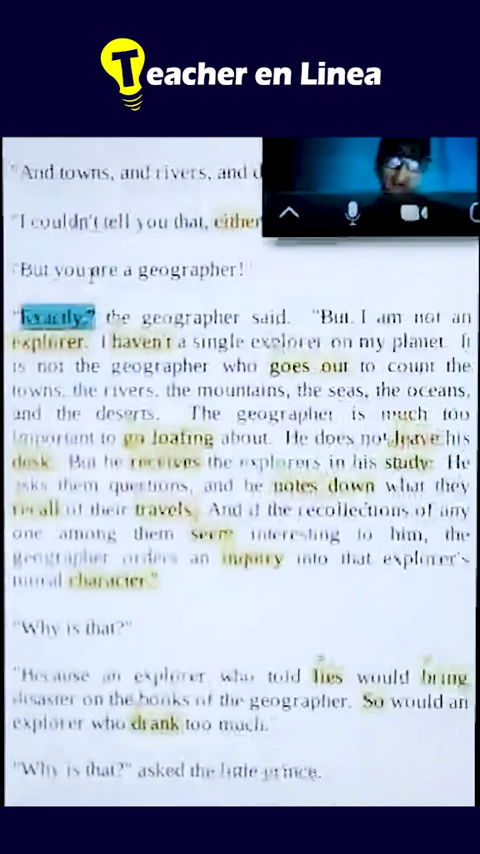 Teacher en Linea
"And towns, and rivers, and d
"I couldn't tell you that, either
"But you are a geographer!"
"Exactly," the geographer said. "But I am not an
explorer. I haven't a single explorer on my planet. It
is not the geographer who goes out to count the
towns, the rivers, the mountains, the seas, the oceans,
and the deserts. The geographer is much too
important to go loafing about. He does not leave his
desk. But he receives the explorers in his study. He
asks them questions, and he notes down what they
recall of their travels. And if the recollections of any
one among them seem interesting to him, the
geographer orders an inquiry into that explorer's
moral character."
"Why is that?"
"Because an explorer who told lies would bring
disaster on the books of the geographer. So would an
explorer who drank too much."
"Why is that?" asked the little prince.